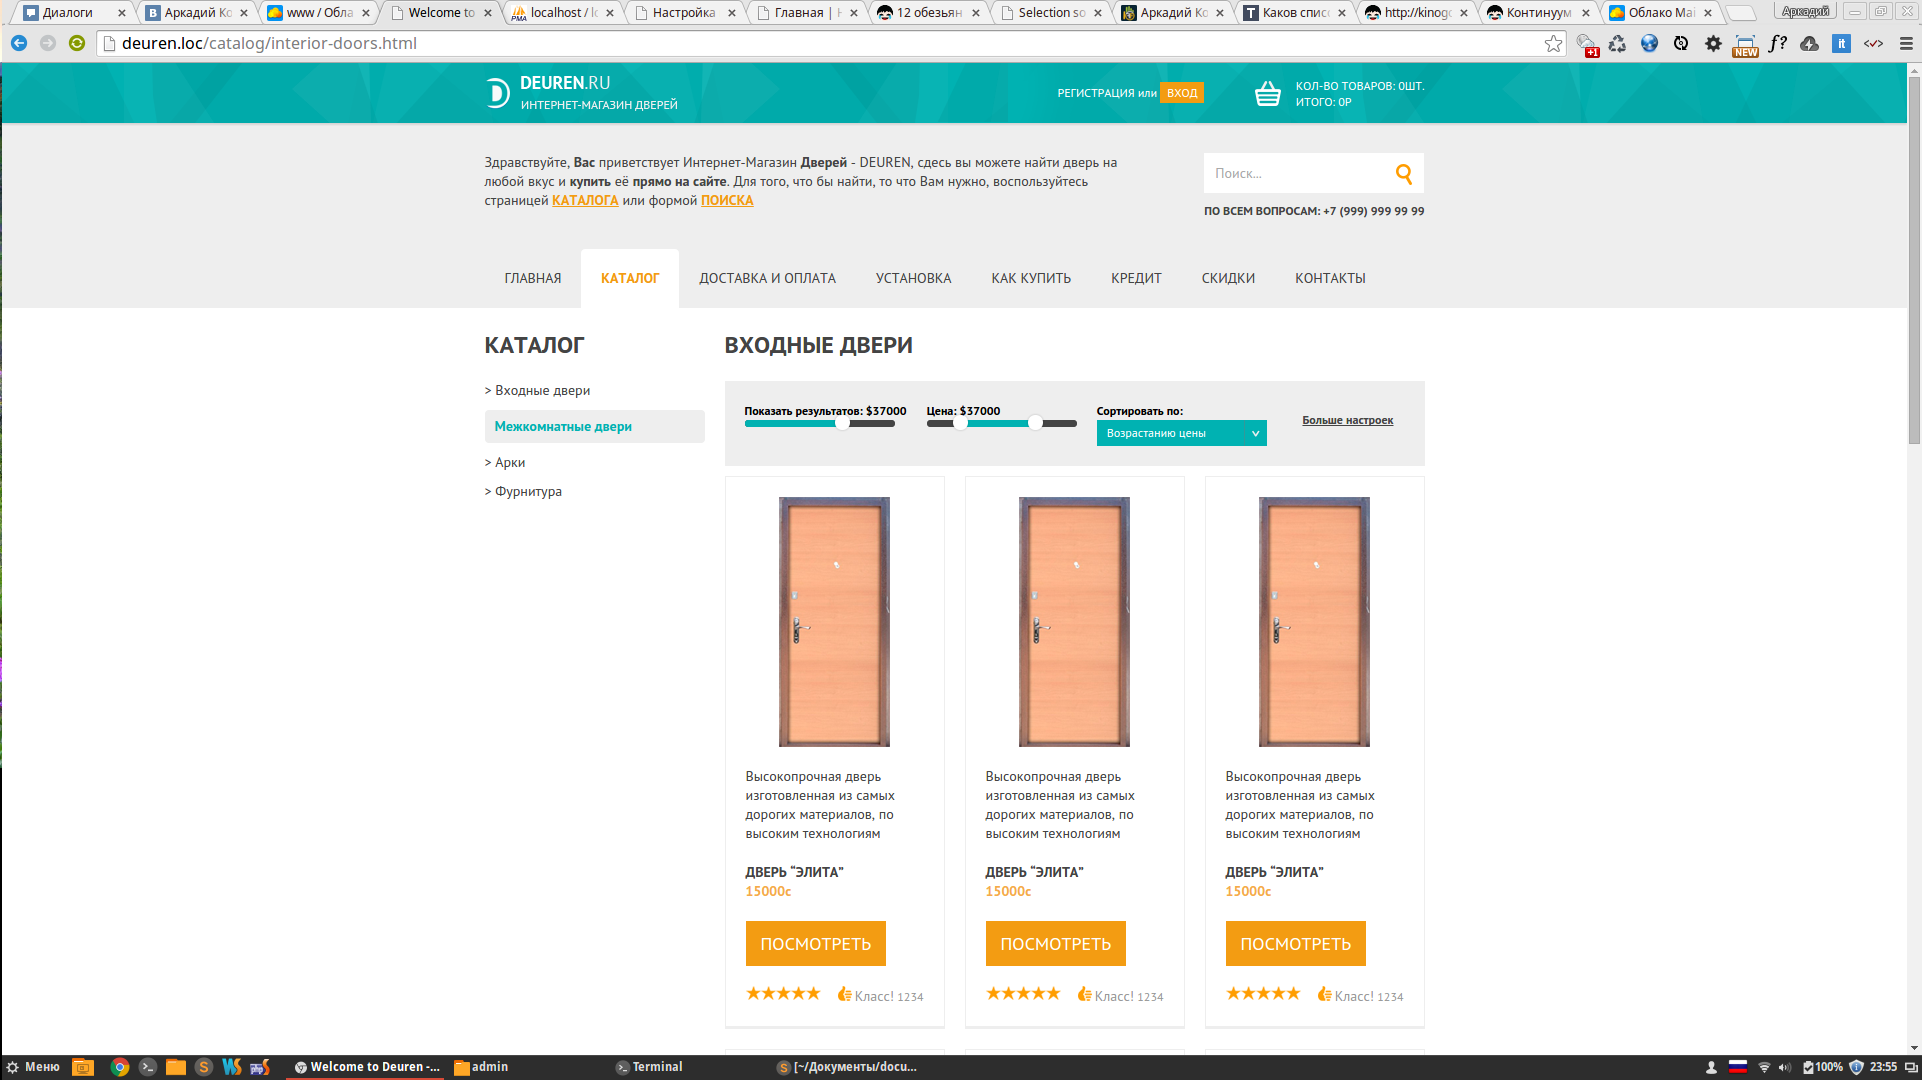 Диалоги
Аркадий Ко
www / Обла
Welcome to
localhost / lo
Настройка
Главная | Н
12 обезьян
Selection so
Аркадий Ко
Каков списо
http://kinogo
Континуум
Облако Mai
Аркадий
deuren.loc/catalog/interior-doors.html
+1
NEW
f?
it
DEUREN.RU
ИНТЕРНЕТ-МАГАЗИН ДВЕРЕЙ
РЕГИСТРАЦИЯ или ВХОД
КОЛ-ВО ТОВАРОВ: 0ШТ.
ИТОГО: 0Р
Здравствуйте, Вас приветствует Интернет-Магазин Дверей - DEUREN, сдесь вы можете найти дверь на
любой вкус и купить её прямо на сайте. Для того, что бы найти, то что Вам нужно, воспользуйтесь
страницей КАТАЛОГА или формой ПОИСКА
Поиск...
ПО ВСЕМ ВОПРОСАМ: +7 (999) 999 99 99
ГЛАВНАЯ
КАТАЛОГ
ДОСТАВКА И ОПЛАТА
УСТАНОВКА
КАК КУПИТЬ
КРЕДИТ
СКИДКИ
КОНТАКТЫ
КАТАЛОГ
> Входные двери
Межкомнатные двери
> Арки
> Фурнитура
ВХОДНЫЕ ДВЕРИ
Показать результатов: $37000
Цена: $37000
Сортировать по:
Возрастанию цены
Больше настроек
Высокопрочная дверь
изготовленная из самых
дорогих материалов, по
высоким технологиям
ДВЕРЬ “ЭЛИТА”
15000с
ПОСМОТРЕТЬ
Класс! 1234
Высокопрочная дверь
изготовленная из самых
дорогих материалов, по
высоким технологиям
ДВЕРЬ “ЭЛИТА”
15000с
ПОСМОТРЕТЬ
Класс! 1234
Высокопрочная дверь
изготовленная из самых
дорогих материалов, по
высоким технологиям
ДВЕРЬ “ЭЛИТА”
15000с
ПОСМОТРЕТЬ
Класс! 1234
Меню
Welcome to Deuren -...
admin
Terminal
[~/Документы/docu...
100%
23:55